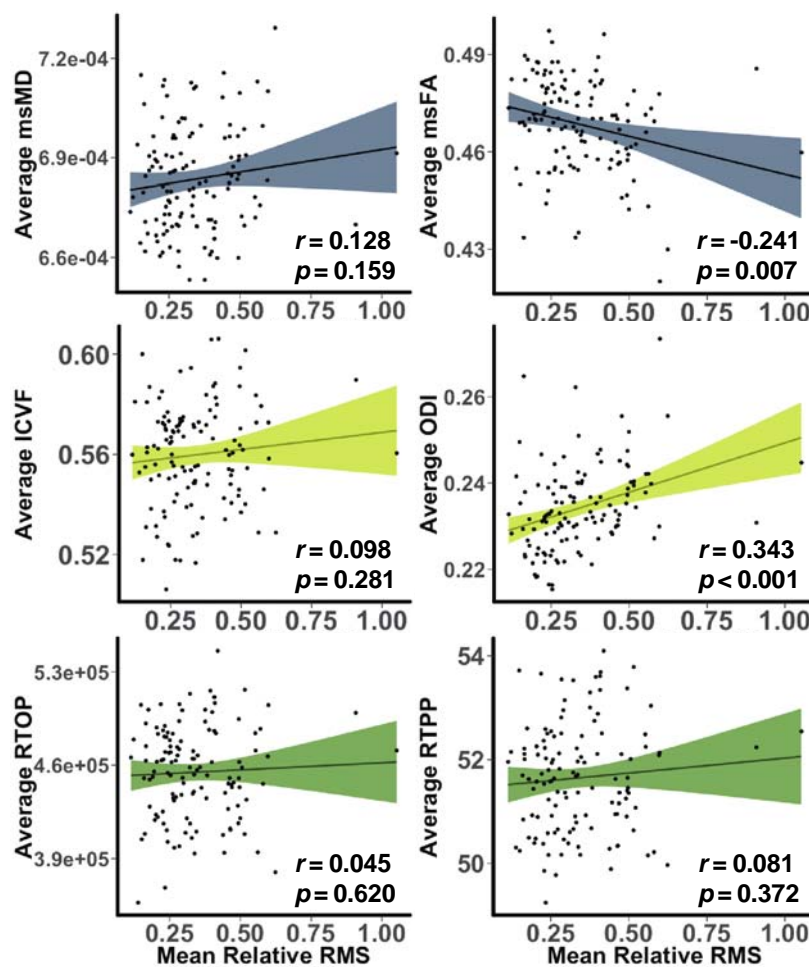 Average msMD
7.2e-04
6.9e-04
6.6e-04
r = 0.128
p = 0.159
0.25 0.50 0.75 1.00
Average msFA
0.49
0.46
0.43
r = -0.241
p = 0.007
0.25 0.50 0.75 1.00
Average ICVF
0.60
0.56
0.52
r = 0.098
p = 0.281
0.25 0.50 0.75 1.00
Average ODI
0.26
0.24
0.22
r = 0.343
p < 0.001
0.25 0.50 0.75 1.00
Average RTOP
5.3e+05
4.6e+05
3.9e+05
r = 0.045
p = 0.620
0.25 0.50 0.75 1.00
Mean Relative RMS
Average RTPP
54
52
50
r = 0.081
p = 0.372
0.25 0.50 0.75 1.00
Mean Relative RMS